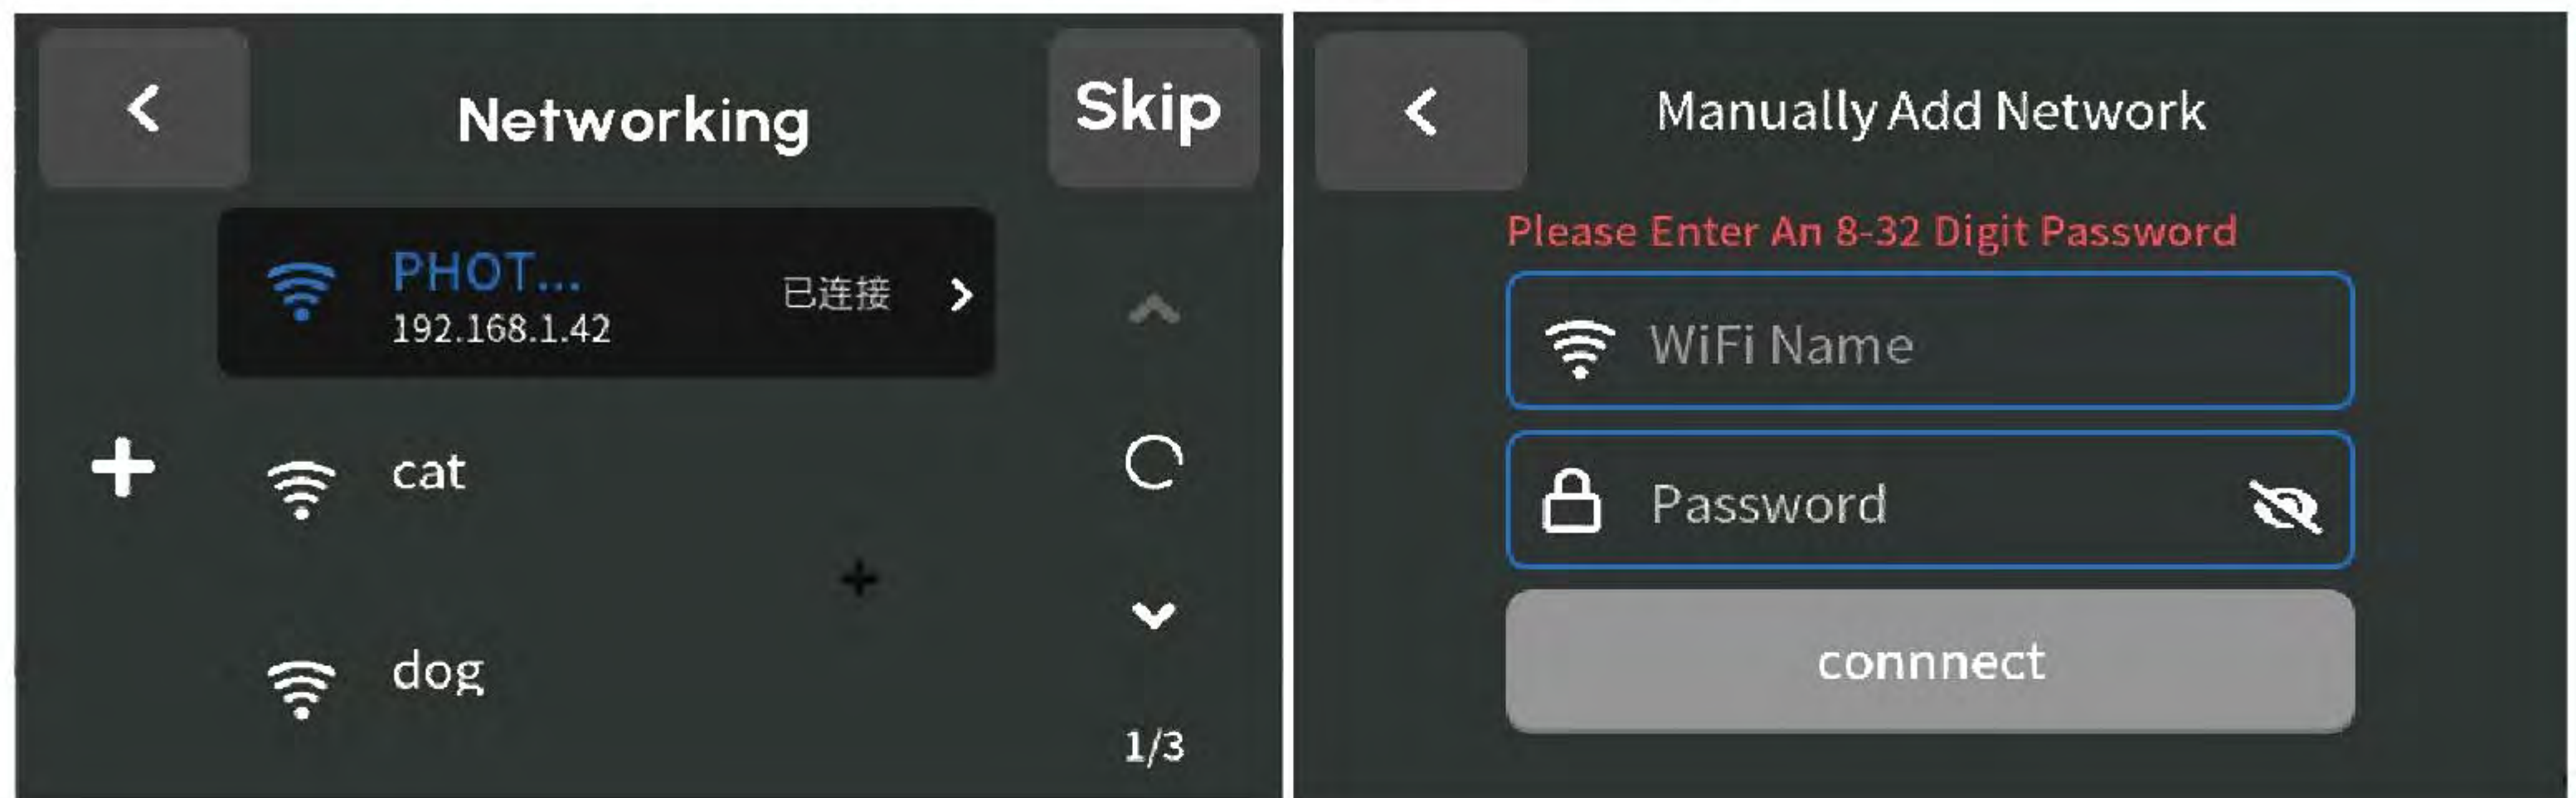 Networking
Skip
PHOT...
192.168.1.42
已连接
cat
dog
1/3
Manually Add Network
Please Enter An 8-32 Digit Password
WiFi Name
Password
connnect